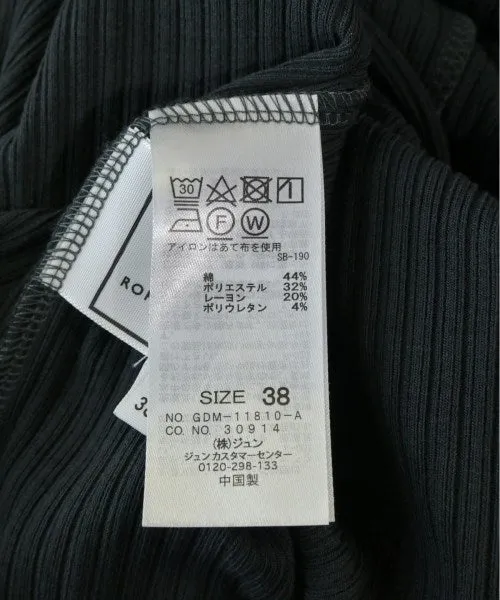 30
F W
アイロンはあて布を使用
SB-190
綿 44%
ポリエステル 32%
レーヨン 20%
ポリウレタン 4%
SIZE 38
NO. GDM-11810-A
CO. NO. 30914
(株)ジュン
ジュンカスタマーセンター
0120-298-133
中国製